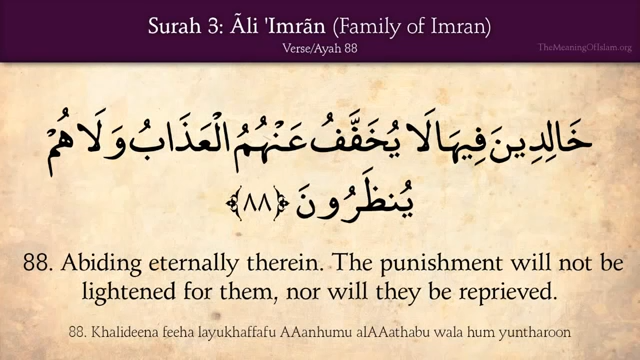 Surah 3: Ãli 'Imrãn (Family of Imran)
Verse/Ayah 88
TheMeaningOfIslam.org
خَالِدِينَ فِيهَا لَا يُخَفَّفُ عَنْهُمُ الْعَذَابُ وَلَا هُمْ
يُنظَرُونَ ﴿٨٨﴾
88. Abiding eternally therein. The punishment will not be
lightened for them, nor will they be reprieved.
88. Khalideena feeha layukhaffafu AAanhumu alAAathabu wala hum yuntharoon